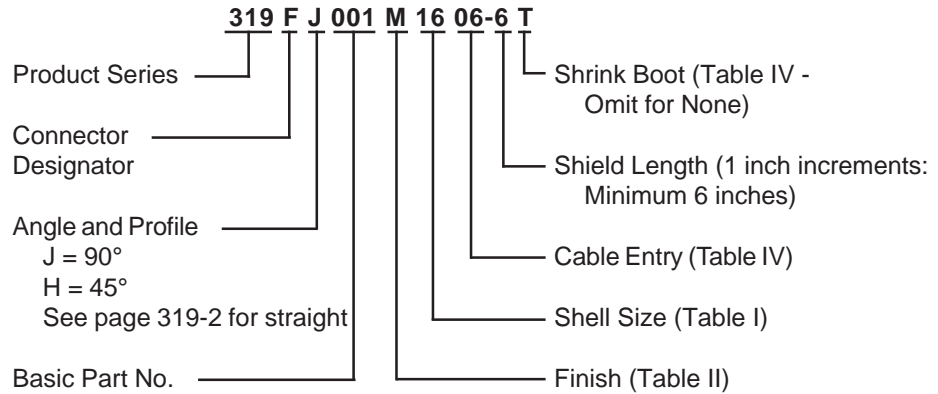 319 F J 001 M 16 06-6 T
Product Series
Connector
Designator
Angle and Profile
J = 90°
H = 45°
See page 319-2 for straight
Basic Part No.
Shrink Boot (Table IV -
Omit for None)
Shield Length (1 inch increments:
Minimum 6 inches)
Cable Entry (Table IV)
Shell Size (Table I)
Finish (Table II)